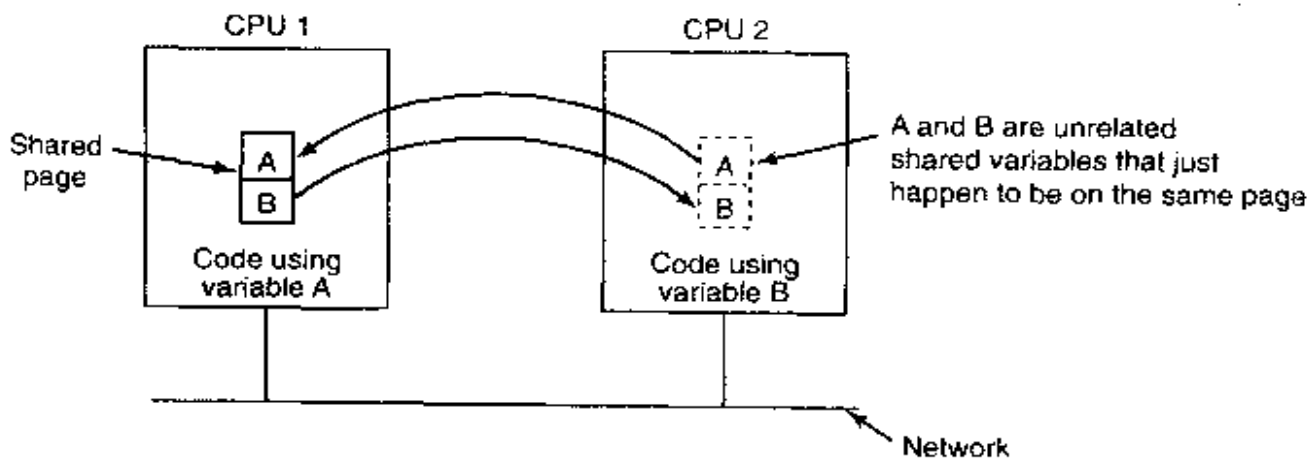 CPU 1
CPU 2
Shared
page
A
B
A
B
A and B are unrelated
shared variables that just
happen to be on the same page
Code using
variable A
Code using
variable B
Network